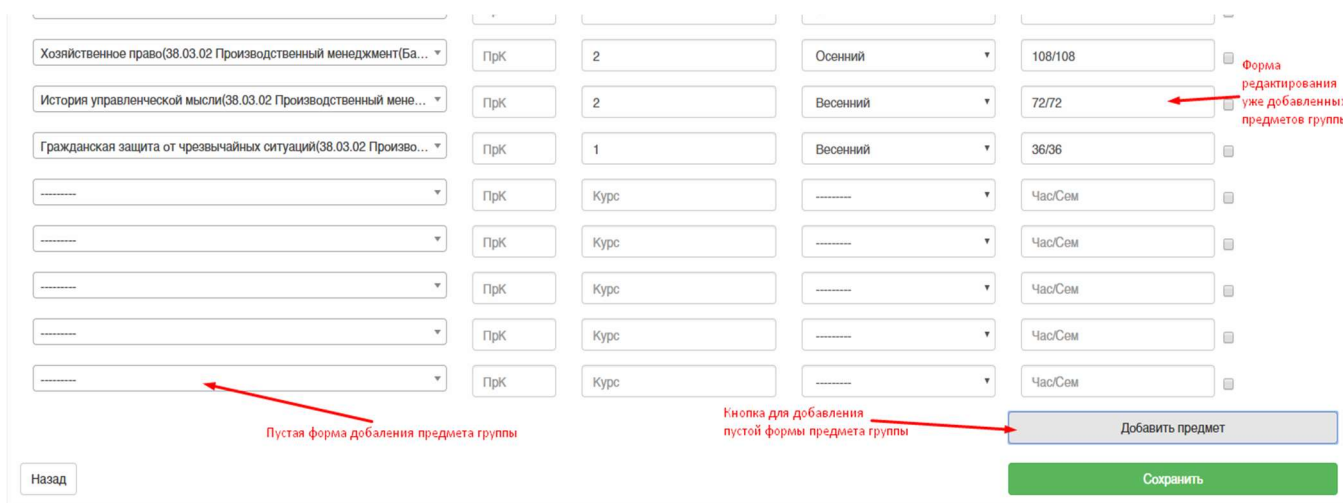 Хозяйственное право(38.03.02 Производственный менеджмент(Ба... ПрК 2 Осенний 108/108
Форма
редактирования
История управленческой мысли(38.03.02 Производственный мене... ПрК 2 Весенний 72/72
уже добавленных
предметов группы
Гражданская защита от чрезвычайных ситуаций(38.03.02 Произво... ПрК 1 Весенний 36/36
--------- ПрК Курс --------- Час/Сем
--------- ПрК Курс --------- Час/Сем
--------- ПрК Курс --------- Час/Сем
--------- ПрК Курс --------- Час/Сем
--------- ПрК Курс --------- Час/Сем
Пустая форма добаления предмета группы
Кнопка для добавления
пустой формы предмета группы
Добавить предмет
Назад
Сохранить